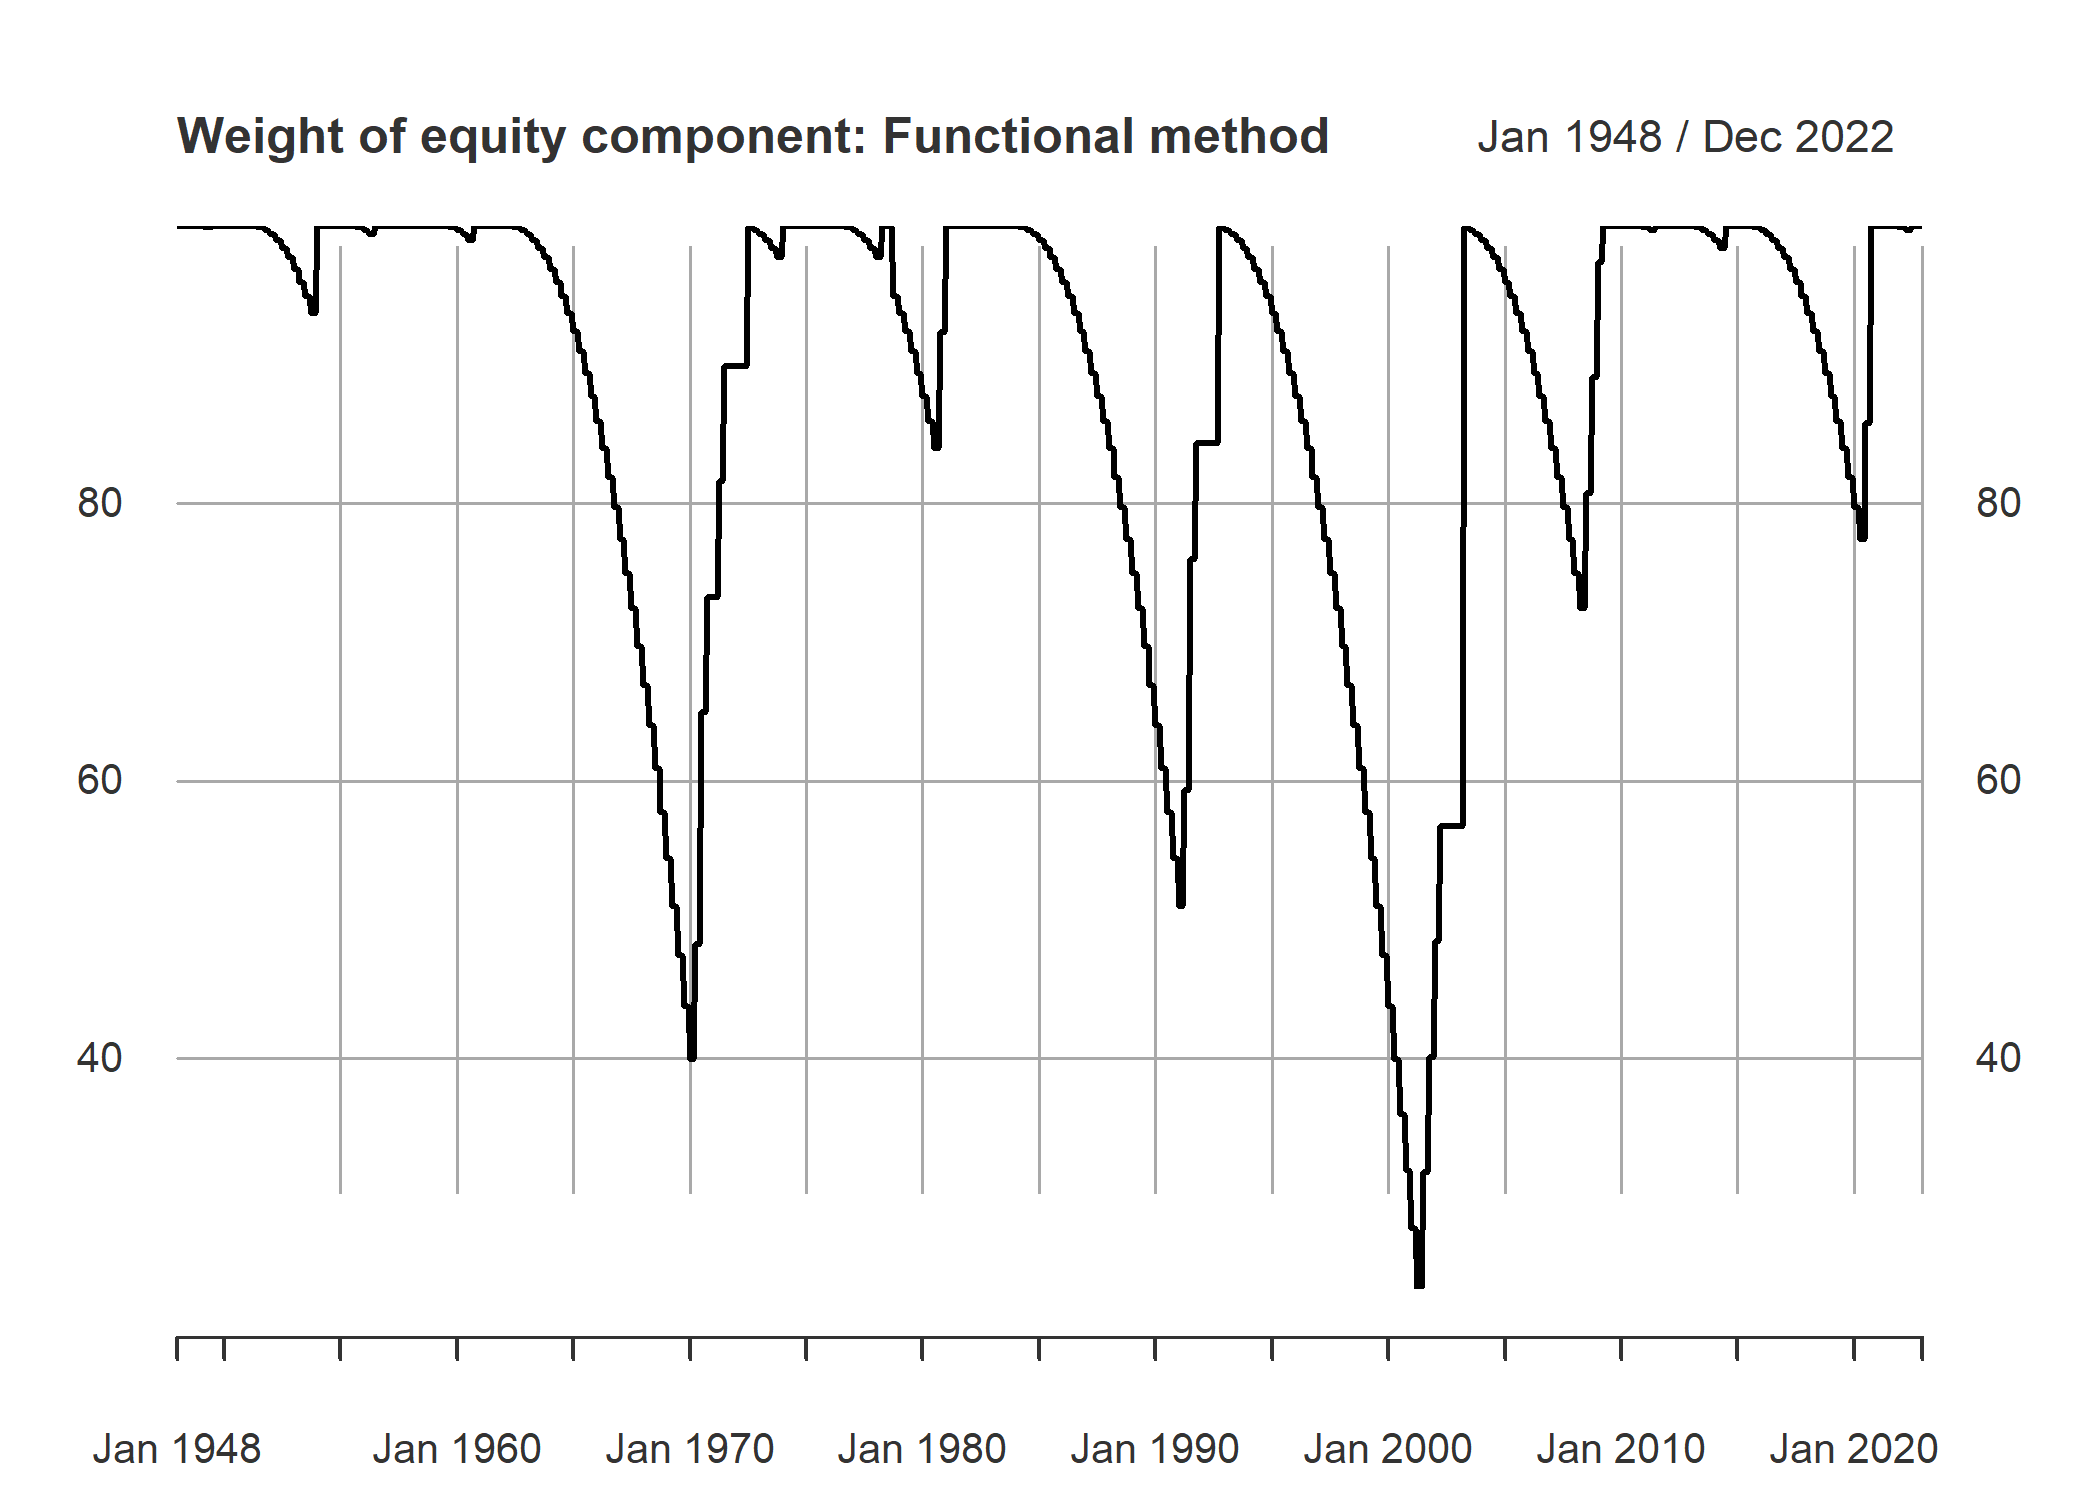 Weight of equity component: Functional method Jan 1948 / Dec 2022
80 80
60 60
40 40
Jan 1948 Jan 1960 Jan 1970 Jan 1980 Jan 1990 Jan 2000 Jan 2010 Jan 2020